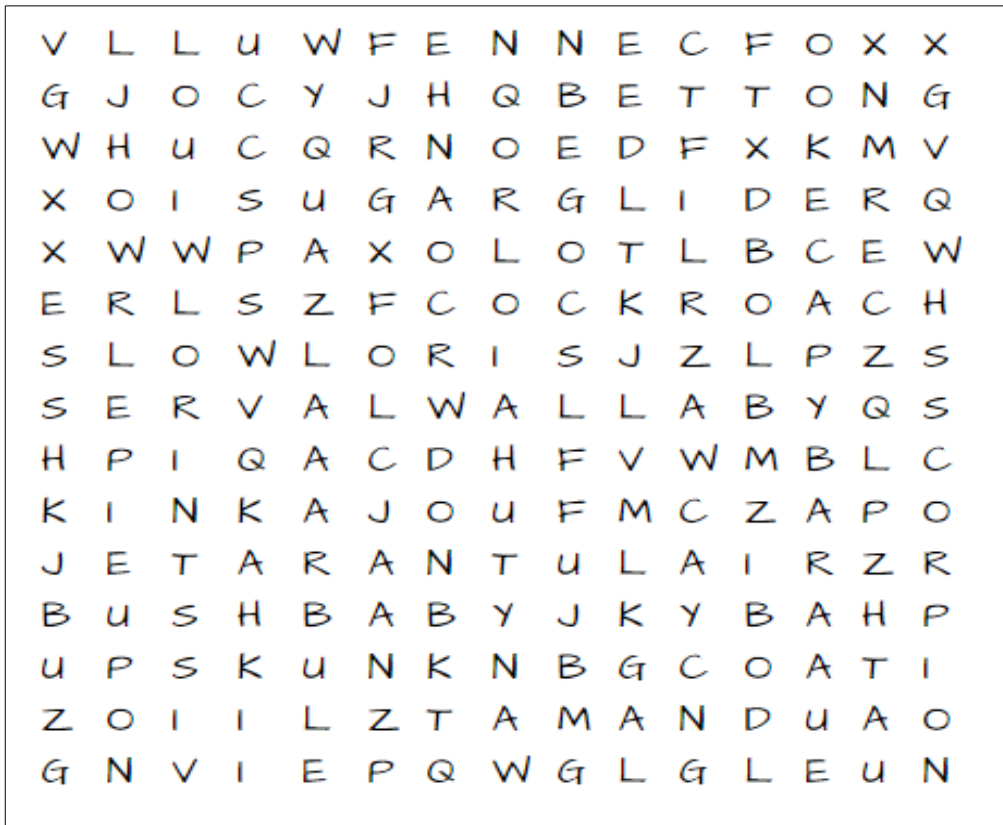 V L L U W F E N N E C F O X X
G J O C Y J H Q B E T T O N G
W H U C Q R N O E D F X K M V
X O I S U G A R G L I D E R Q
X W W P A X O L O T L B C E W
E R L S Z F C O C K R O A C H
S L O W L O R I S J Z L P Z S
S E R V A L W A L L A B Y Q S
H P I Q A C D H F V W M B L C
K I N K A J O U F M C Z A P O
J E T A R A N T U L A I R Z R
B U S H B A B Y J K Y B A H P
U P S K U N K N B G C O A T I
Z O I I L Z T A M A N D U A O
G N V I E P Q W G L G L E U N